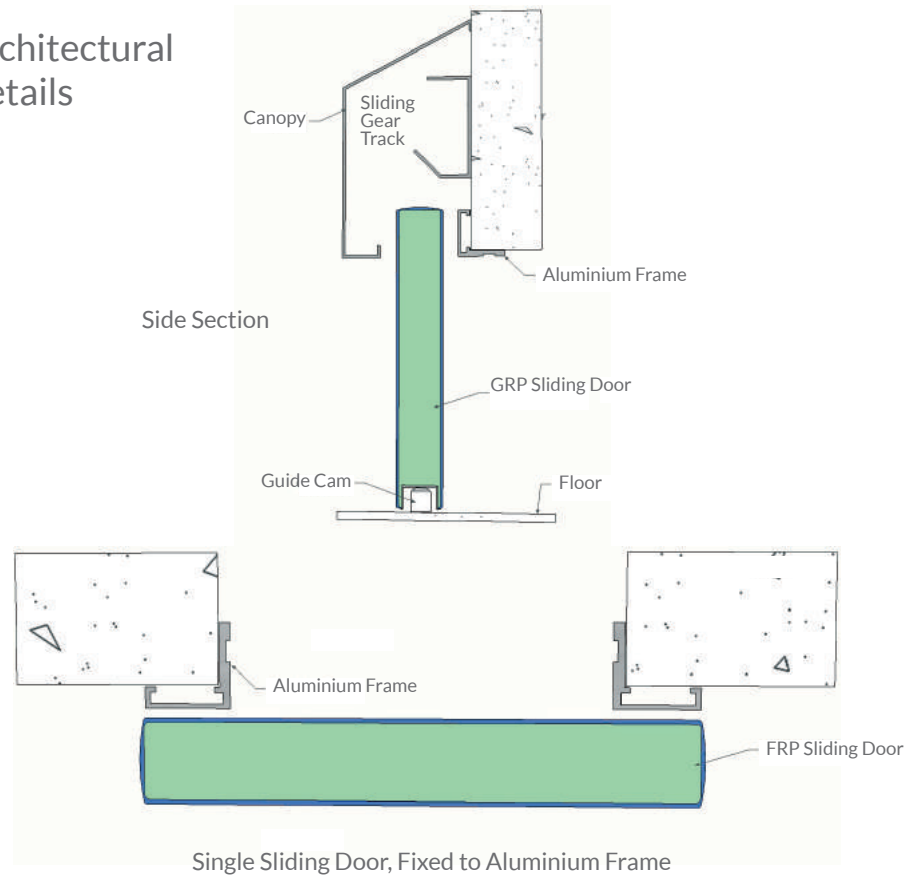 chitectural
etails
Canopy
Sliding
Gear
Track
Aluminium Frame
Side Section
GRP Sliding Door
Guide Cam
Floor
Aluminium Frame
FRP Sliding Door
Single Sliding Door, Fixed to Aluminium Frame